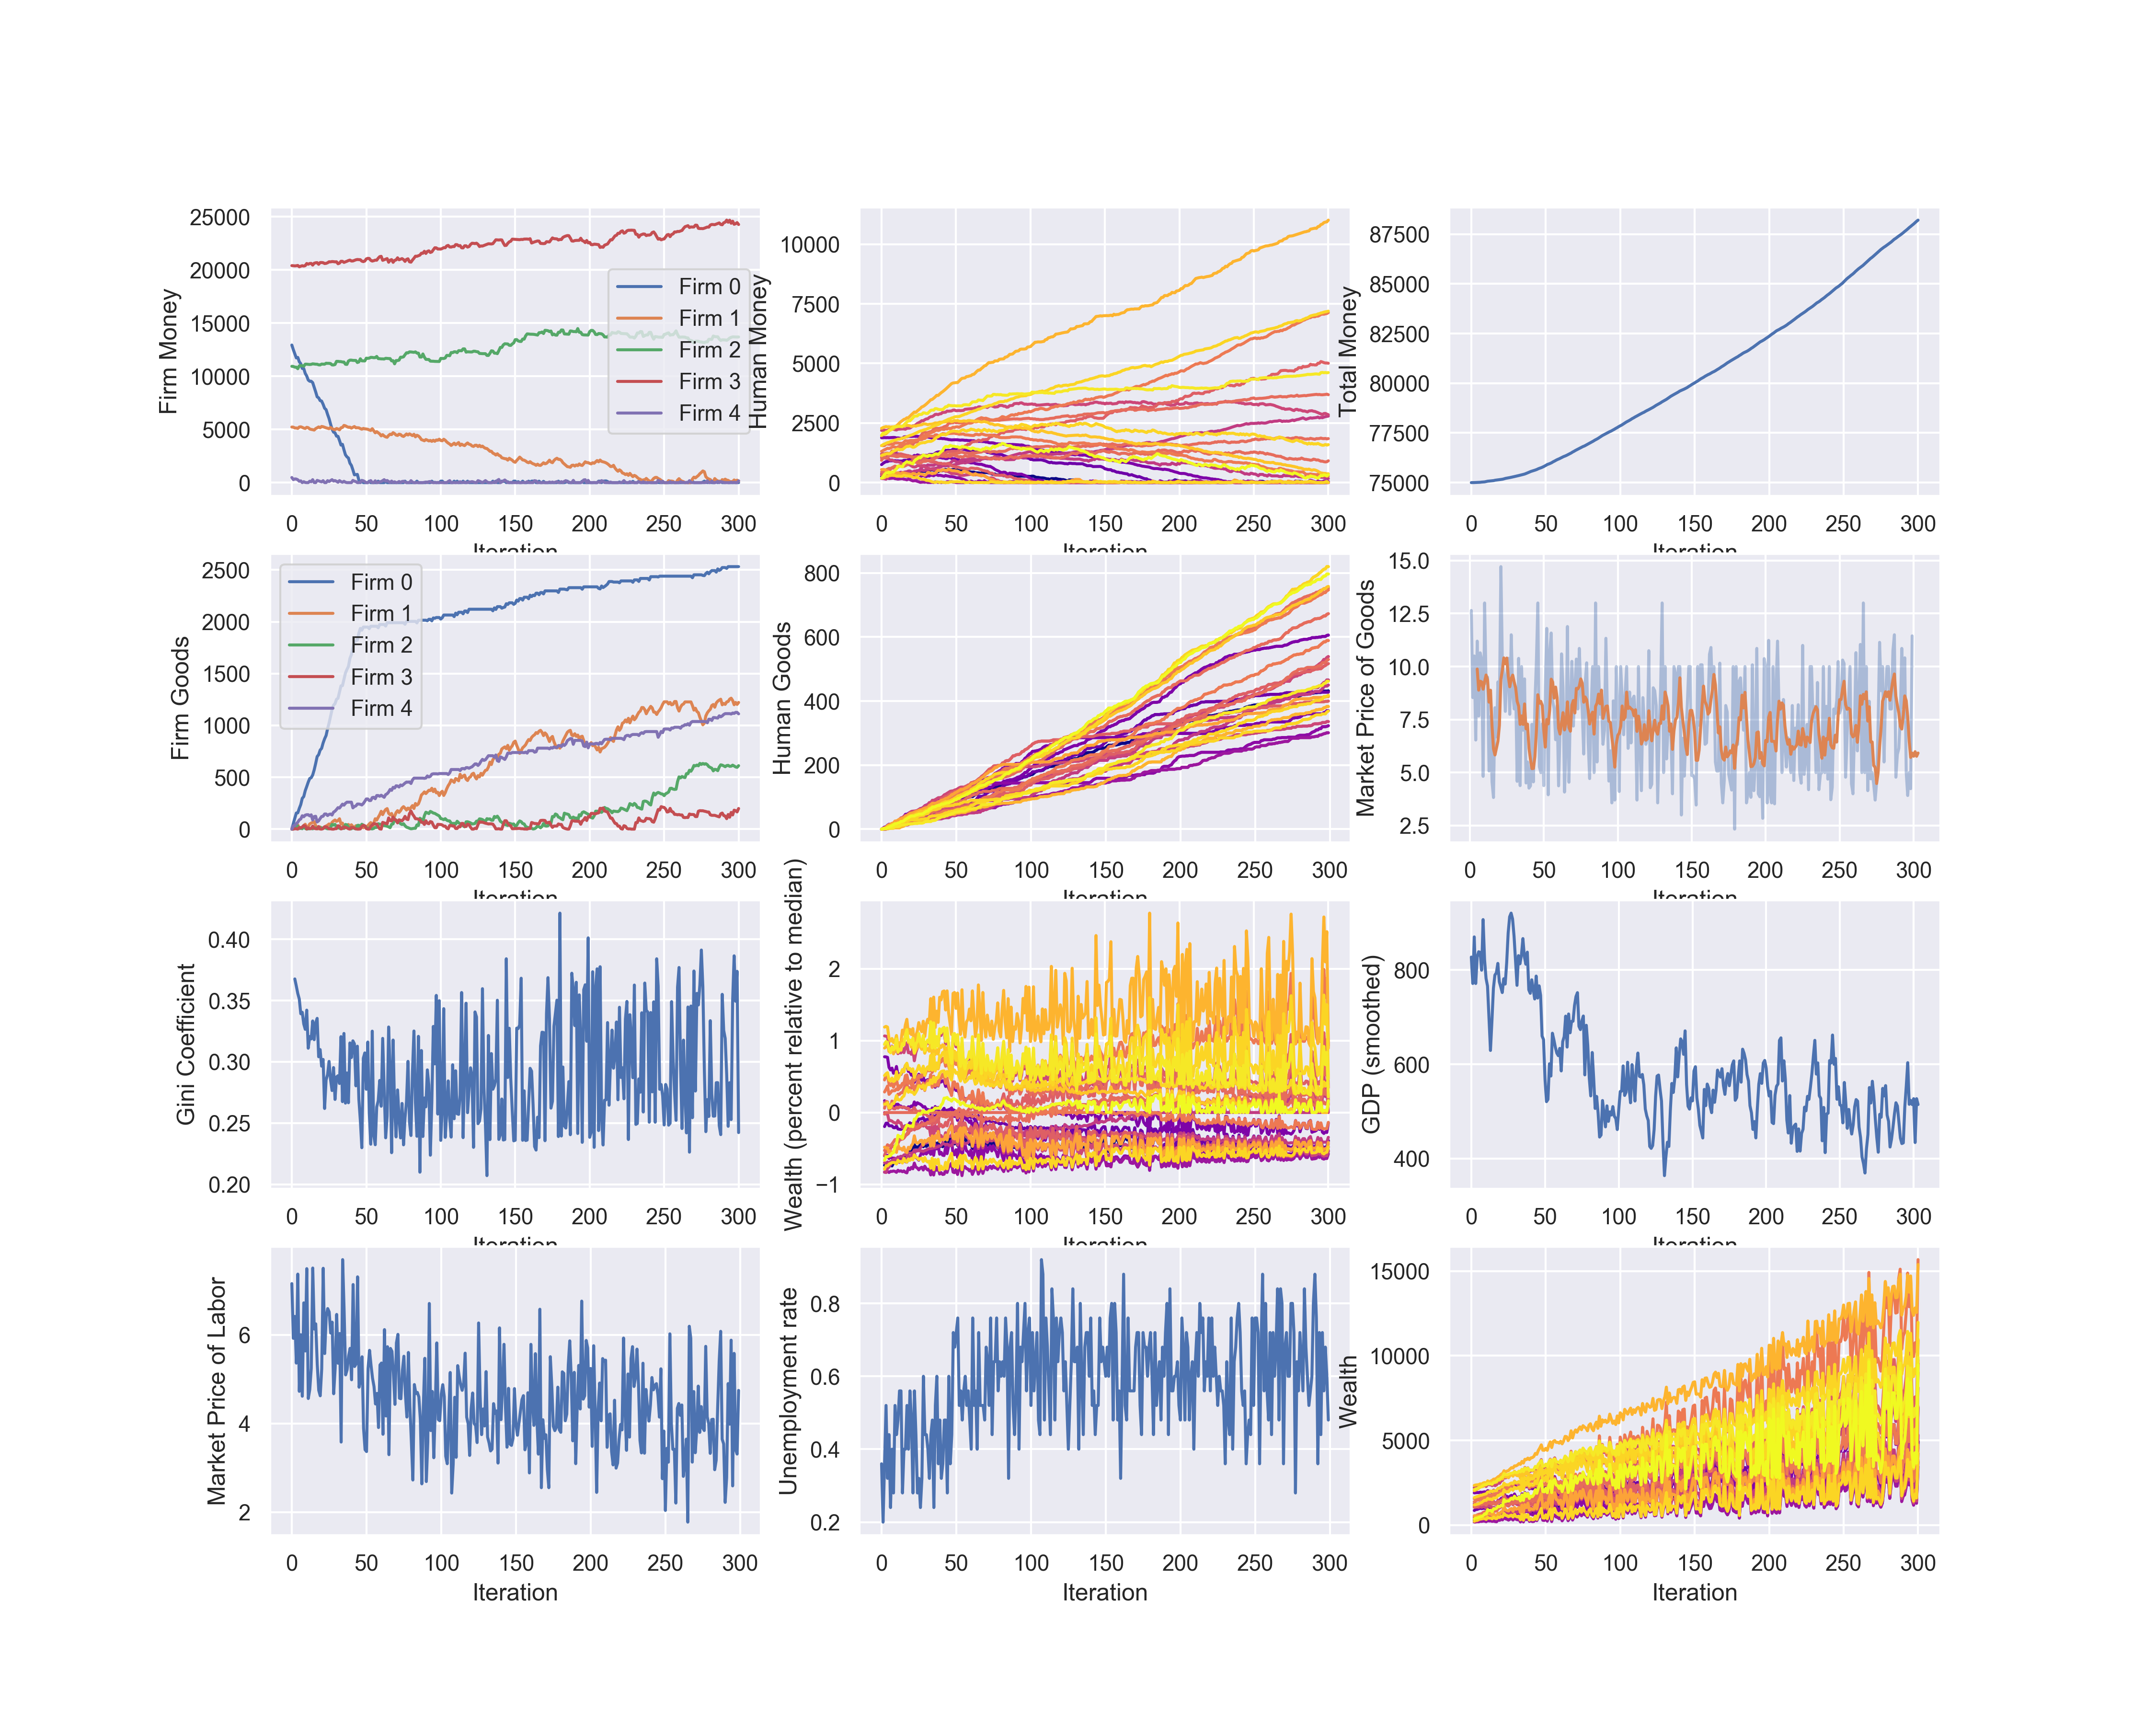 Firm Money
25000
20000
15000
10000
5000
0
0 50 100 150 200 250 300
Iteration
Firm 0
Firm 1
Firm 2
Firm 3
Firm 4
Human Money
10000
7500
5000
2500
0
0 50 100 150 200 250 300
Iteration
Total Money
87500
85000
82500
80000
77500
75000
0 50 100 150 200 250 300
Iteration
Firm Goods
2500
2000
1500
1000
500
0
0 50 100 150 200 250 300
Iteration
Firm 0
Firm 1
Firm 2
Firm 3
Firm 4
Human Goods
800
600
400
200
0
0 50 100 150 200 250 300
Iteration
Market Price of Goods
15.0
12.5
10.0
7.5
5.0
2.5
0 50 100 150 200 250 300
Iteration
Gini Coefficient
0.40
0.35
0.30
0.25
0.20
0 50 100 150 200 250 300
Iteration
Wealth (percent relative to median)
2
1
0
−1
0 50 100 150 200 250 300
Iteration
GDP (smoothed)
800
600
400
0 50 100 150 200 250 300
Iteration
Market Price of Labor
6
4
2
0 50 100 150 200 250 300
Iteration
Unemployment rate
0.8
0.6
0.4
0.2
0 50 100 150 200 250 300
Iteration
Wealth
15000
10000
5000
0
0 50 100 150 200 250 300
Iteration